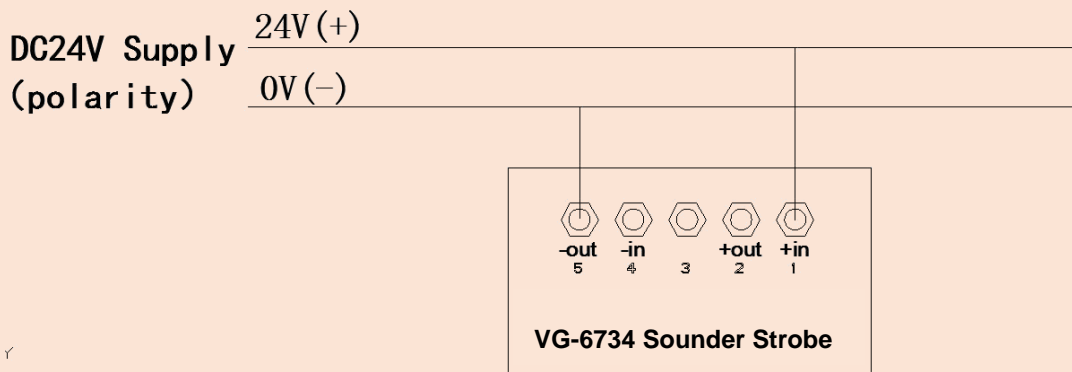 24V(+)
DC24V Supply
(polarity)
0V(-)
-out -in +out +in
5 4 3 2 1
VG-6734 Sounder Strobe
Y